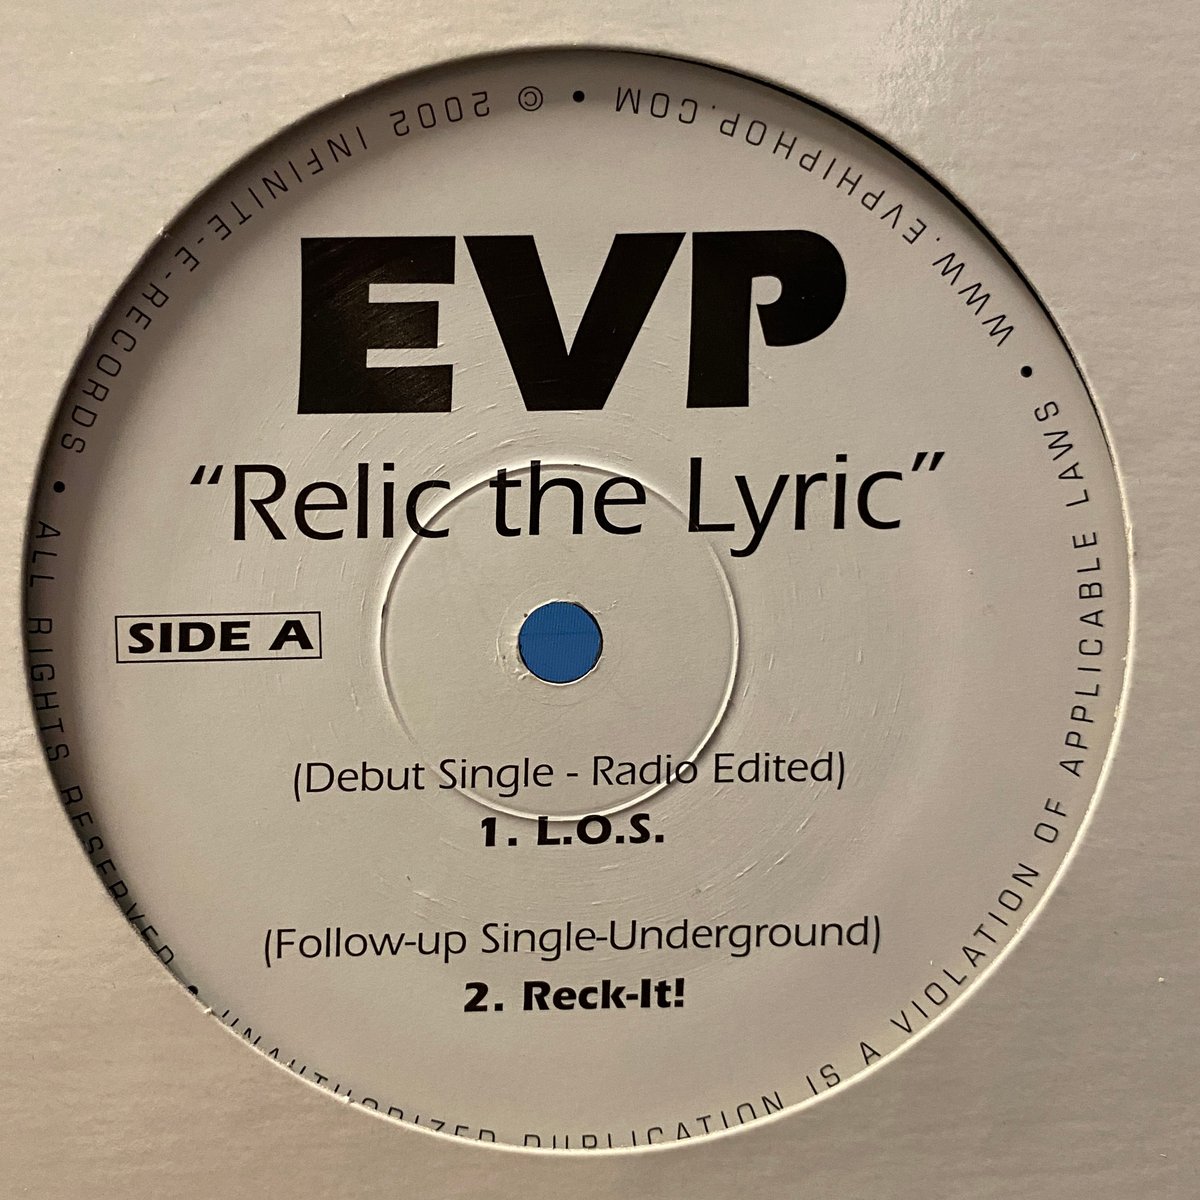 EVP
“Relic the Lyric”
SIDE A
(Debut Single - Radio Edited)
1. L.O.S.
(Follow-up Single-Underground)
2. Reck-It!
© 2002 INFINITE-E-RECORDS • ALL RIGHTS RESERVED • UNAUTHORIZED DUPLICATION IS A VIOLATION OF APPLICABLE LAWS • WWW.EVPHIPHOP.COM •